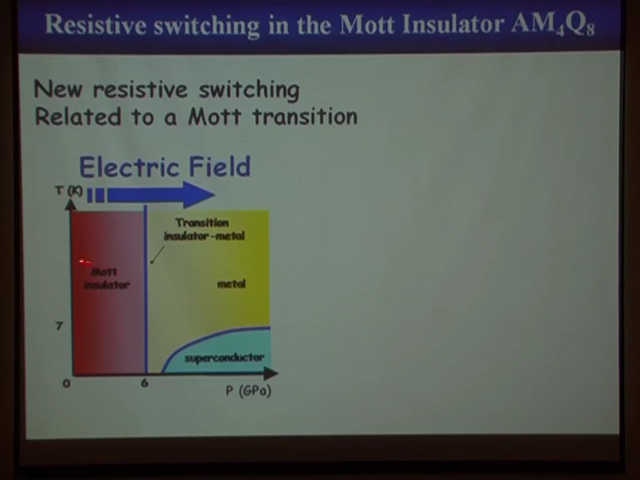 Resistive switching in the Mott Insulator AM₄Q₈
New resistive switching
Related to a Mott transition
Electric Field
T (K)
Transition
insulator-metal
Mott
insulator
metal
7
superconductor
0
6
P (GPa)